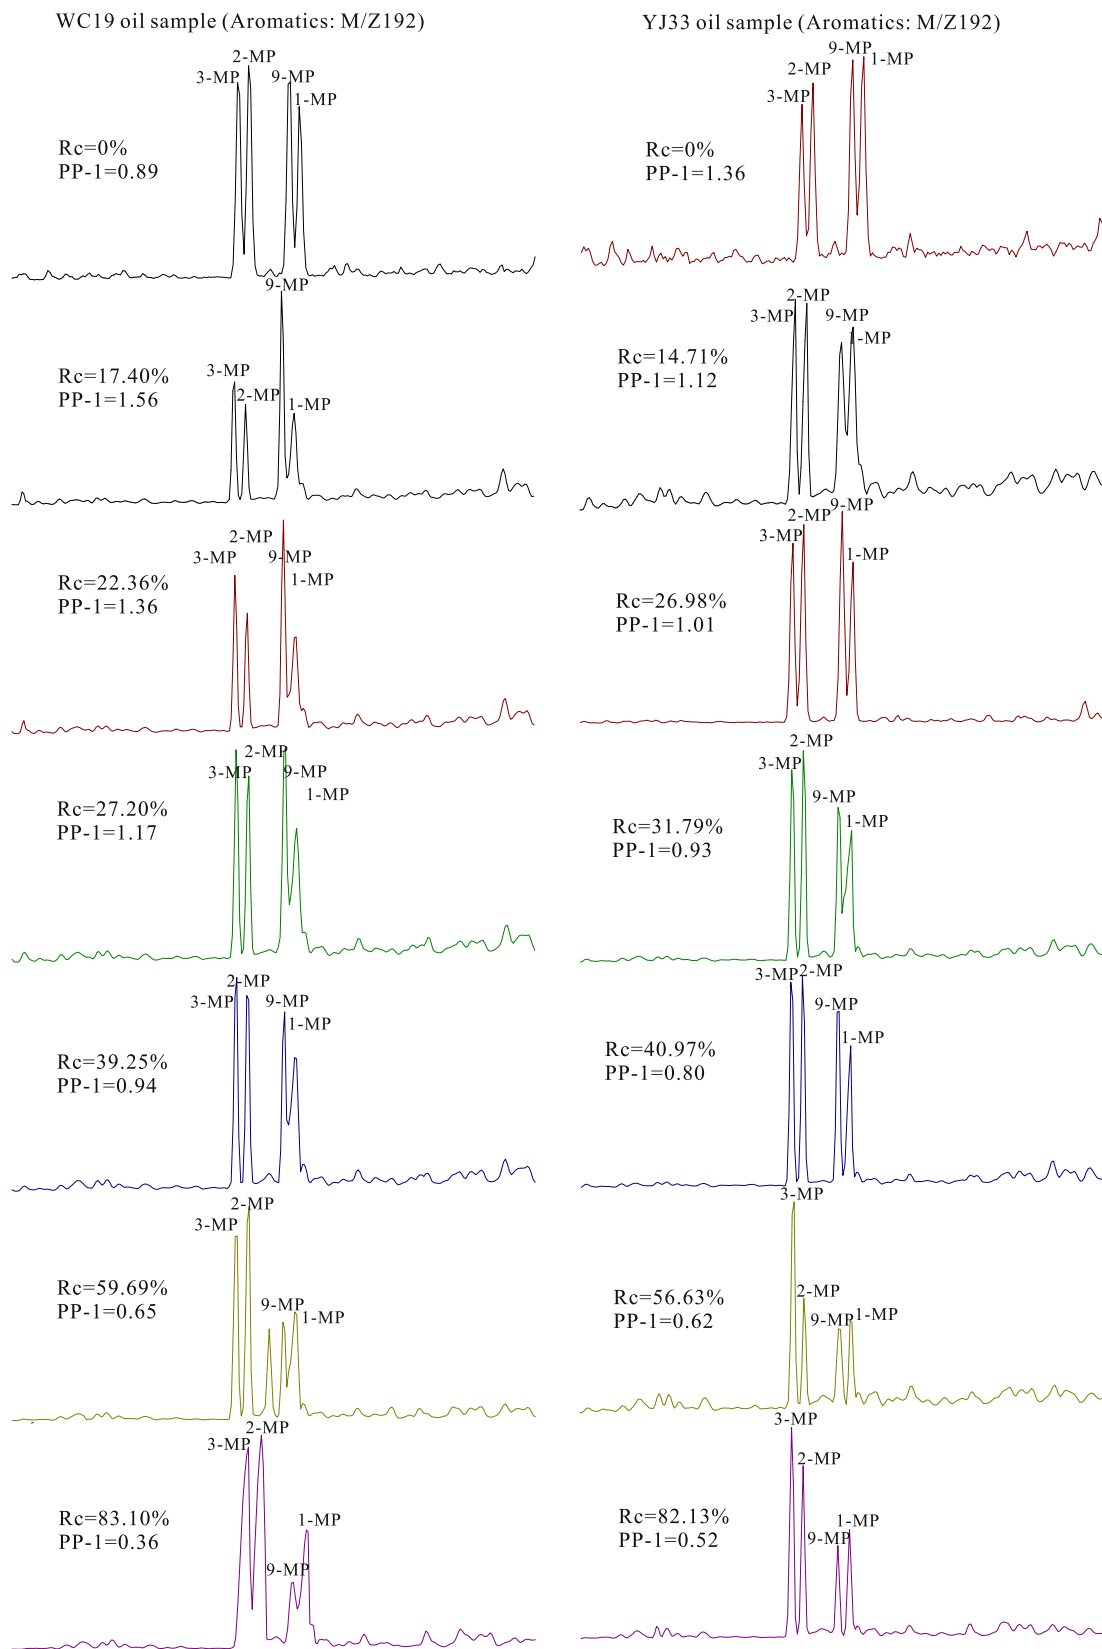 WC19 oil sample (Aromatics: M/Z192)
2-MP
3-MP
9-MP
1-MP
Rc=0%
PP-1=0.89
9-MP
3-MP
2-MP
1-MP
Rc=17.40%
PP-1=1.56
2-MP
3-MP
9-MP
1-MP
Rc=22.36%
PP-1=1.36
2-MP
3-MP
9-MP
1-MP
Rc=27.20%
PP-1=1.17
2-MP
3-MP
9-MP
1-MP
Rc=39.25%
PP-1=0.94
2-MP
3-MP
9-MP
1-MP
Rc=59.69%
PP-1=0.65
2-MP
3-MP
1-MP
9-MP
Rc=83.10%
PP-1=0.36
YJ33 oil sample (Aromatics: M/Z192)
9-MP
1-MP
2-MP
3-MP
Rc=0%
PP-1=1.36
2-MP
3-MP
9-MP
1-MP
Rc=14.71%
PP-1=1.12
9-MP
2-MP
3-MP
1-MP
Rc=26.98%
PP-1=1.01
2-MP
3-MP
9-MP
1-MP
Rc=31.79%
PP-1=0.93
3-MP
2-MP
9-MP
1-MP
Rc=40.97%
PP-1=0.80
3-MP
2-MP
9-MP
1-MP
Rc=56.63%
PP-1=0.62
3-MP
2-MP
1-MP
9-MP
Rc=82.13%
PP-1=0.52